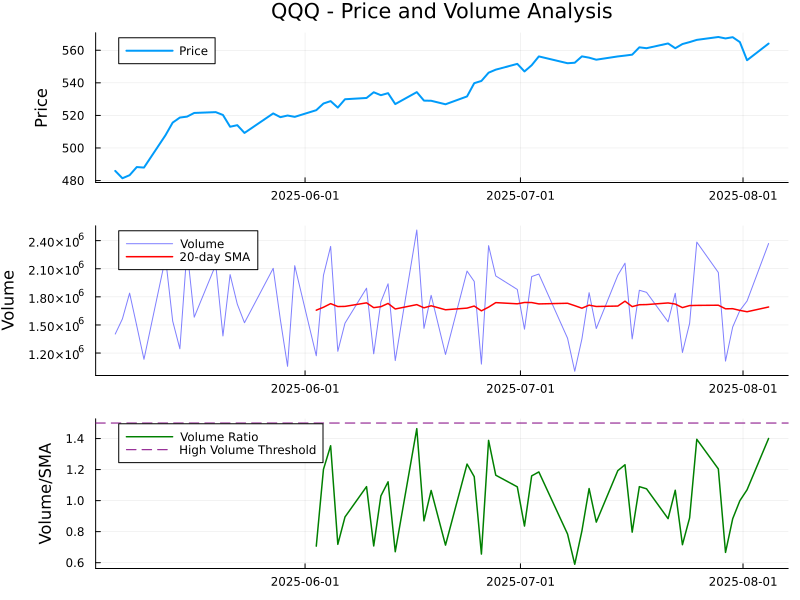 QQQ - Price and Volume Analysis
Price
560
540
520
500
480
Price
2025-06-01 2025-07-01 2025-08-01
Volume
20-day SMA
2.40×10⁶
2.10×10⁶
1.80×10⁶
1.50×10⁶
1.20×10⁶
Volume
2025-06-01 2025-07-01 2025-08-01
Volume Ratio
High Volume Threshold
1.4
1.2
1.0
0.8
0.6
Volume/SMA
2025-06-01 2025-07-01 2025-08-01